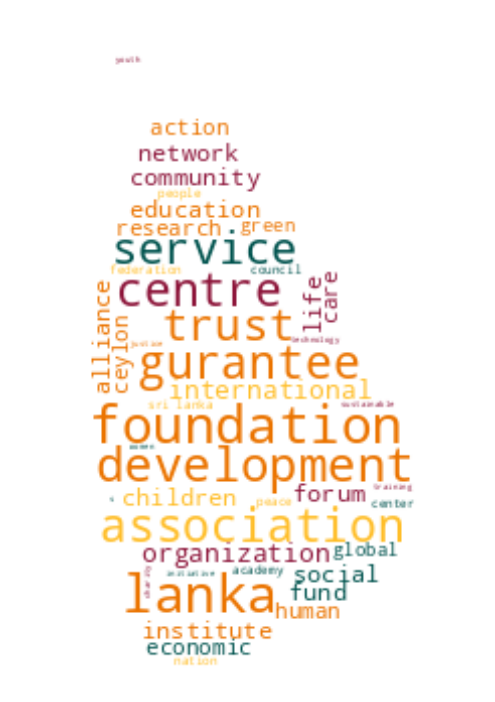 youth
action
network
community
people
education
research green
service
federation council
centre
life
care
alliance
ceylon
trust
justice
technology
gurantee
international
sri lanka sustainable
foundation
women
development
training
children peace forum center
s
association
organization global
charity
initiative academy social
lanka fund
human
institute
economic
nation